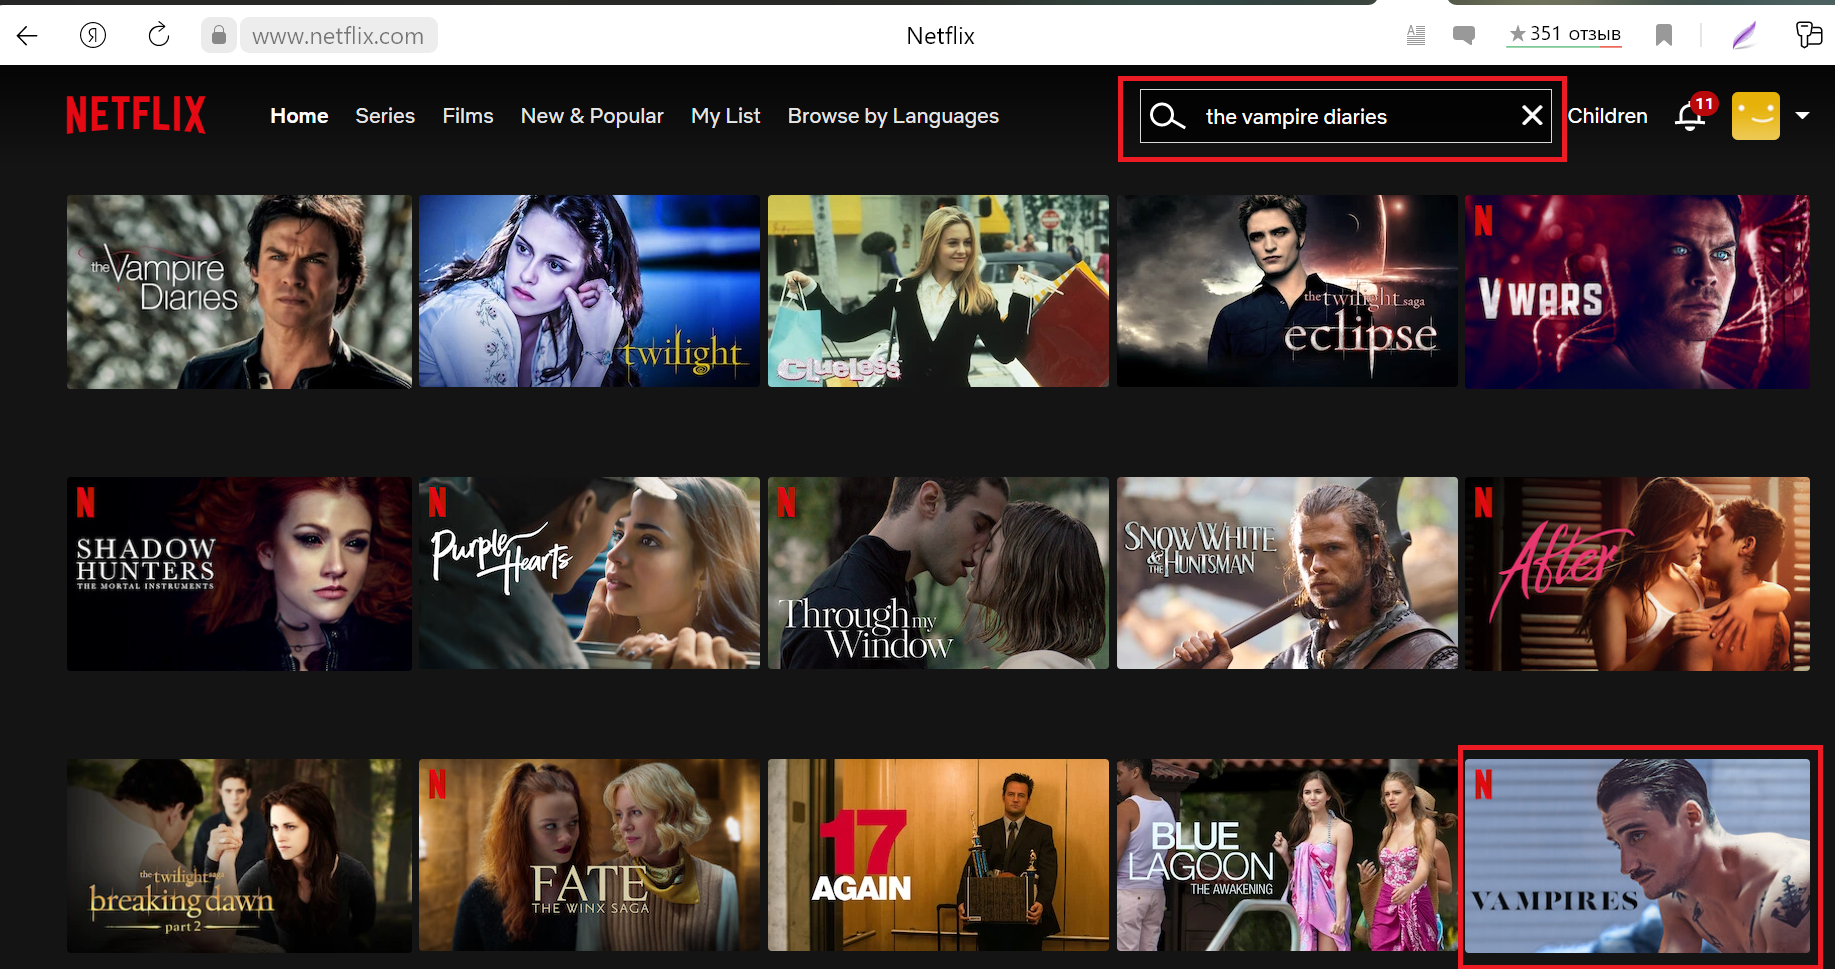 www.netflix.com
Netflix
351 отзыв
NETFLIX
Home
Series
Films
New & Popular
My List
Browse by Languages
the vampire diaries
Children
11
the Vampire
Diaries
twilight
Clueless
the twilight saga
eclipse
N
V WARS
N
SHADOW
HUNTERS
THE MORTAL INSTRUMENTS
N
Purple
Hearts
N
Through my
Window
SNOW WHITE
& THE HUNTSMAN
N
After
the twilight saga
breaking dawn
part 2
N
FATE
THE WINX SAGA
17
AGAIN
BLUE
LAGOON
THE AWAKENING
N
VAMPIRES